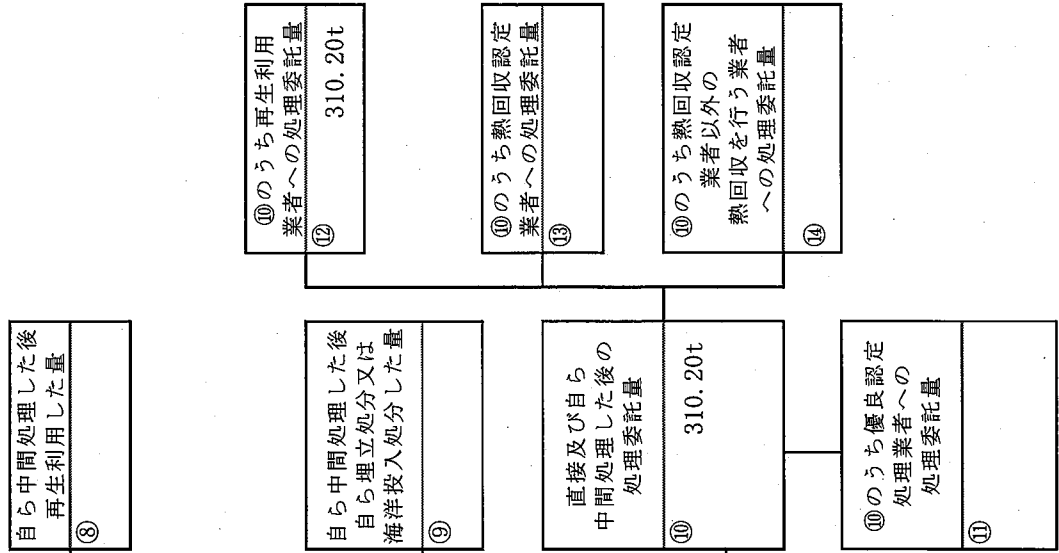 自ら中間処理した後
再生利用した量
⑧
自ら中間処理した後
自ら埋立処分又は
海洋投入処分した量
⑨
直接及び自ら
中間処理した後の
処理委託量
⑩
310.20t
⑩のうち優良認定
処理業者への
処理委託量
⑪
⑩のうち再生利用
業者への処理委託量
⑫
310.20t
⑩のうち熱回収認定
業者への処理委託量
⑬
⑩のうち熱回収認定
業者以外の
熱回収を行う業者
への処理委託量
⑭